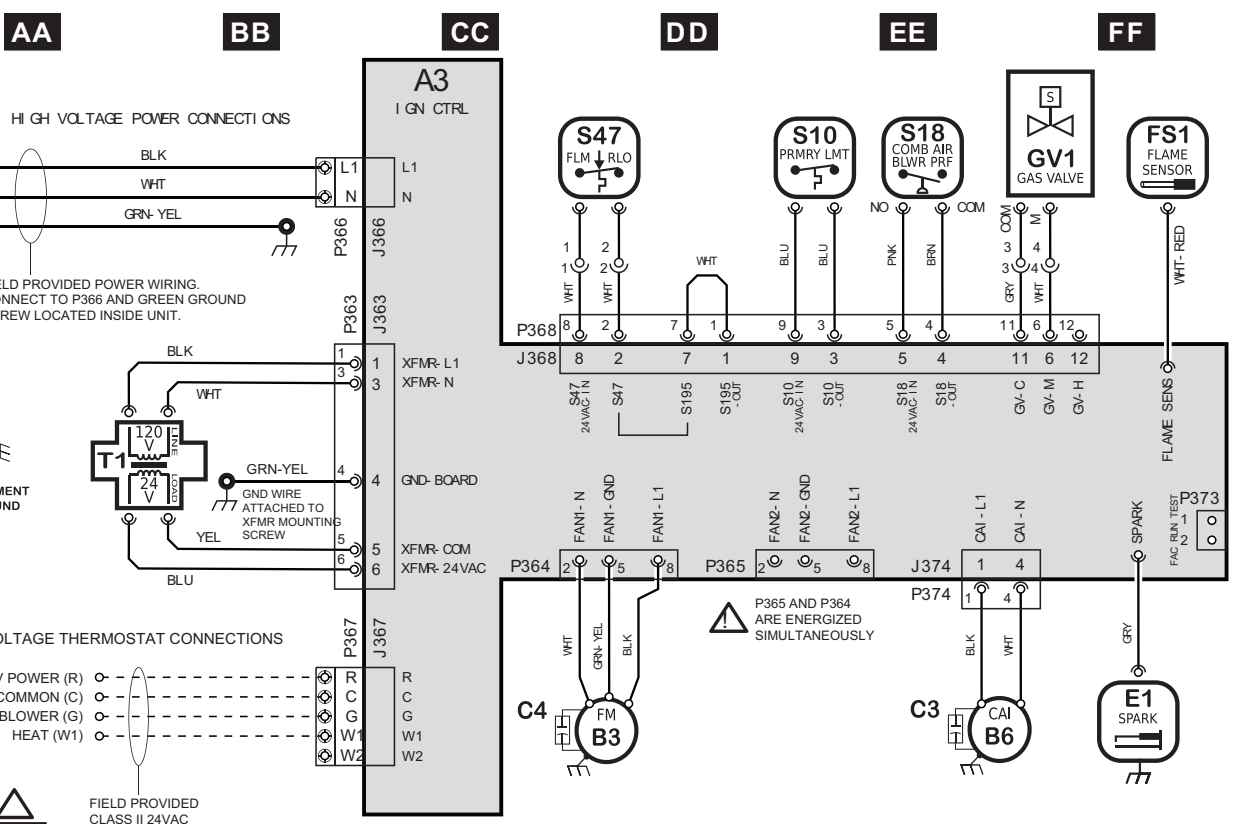 AA BB CC DD EE FF
A3
IGN CTRL
HIGH VOLTAGE POWER CONNECTIONS
BLK
WHT
GRN-YEL
L1 L1
N N
P366 J366
ELD PROVIDED POWER WIRING.
ONNECT TO P366 AND GREEN GROUND
REW LOCATED INSIDE UNIT.
P363 J363
BLK
WHT
1 1 XFMR-L1
3 3 XFMR-N
120 V
LINE
T1
24 V
LOAD
MENT
UND
GRN-YEL
4 4 GND-BOARD
GND WIRE
ATTACHED TO
XFMR MOUNTING
SCREW
YEL
BLU
5 5 XFMR-COM
6 6 XFMR-24VAC
OLTAGE THERMOSTAT CONNECTIONS
P367 J367
V POWER (R) R R
COMMON (C) C C
BLOWER (G) G G
HEAT (W1) W1 W1
W2 W2
FIELD PROVIDED
CLASS II 24VAC
S47
FLM RLO
S10
PRMRY LMT
S18
COMB AIR
BLWR PRF
S
GV1
GAS VALVE
FS1
FLAME
SENSOR
NO COM
COM M
1 2 3 4
1 2 3 4
WHT WHT WHT BLU BLU PNK BRN GRY WHT WHT-RED
P368 8 2 7 1 9 3 5 4 11 6 12
J368 8 2 7 1 9 3 5 4 11 6 12
S47 24VAC-IN
S47
S195
S195 -OUT
S10 24VAC-IN
S10 -OUT
S18 24VAC-IN
S18 -OUT
GV-C
GV-M
GV-H
FLAME SENS
FAN1-N
FAN1-GND
FAN1-L1
FAN2-N
FAN2-GND
FAN2-L1
CAI-L1
CAI-N
SPARK
FAC RUN TEST
P373
1
2
P364 2 5 8
P365 2 5 8
J374 1 4
P374 1 4
P365 AND P364
ARE ENERGIZED
SIMULTANEOUSLY
WHT GRN-YEL BLK
BLK WHT
GRY
C4
FM
B3
C3
CAI
B6
E1
SPARK